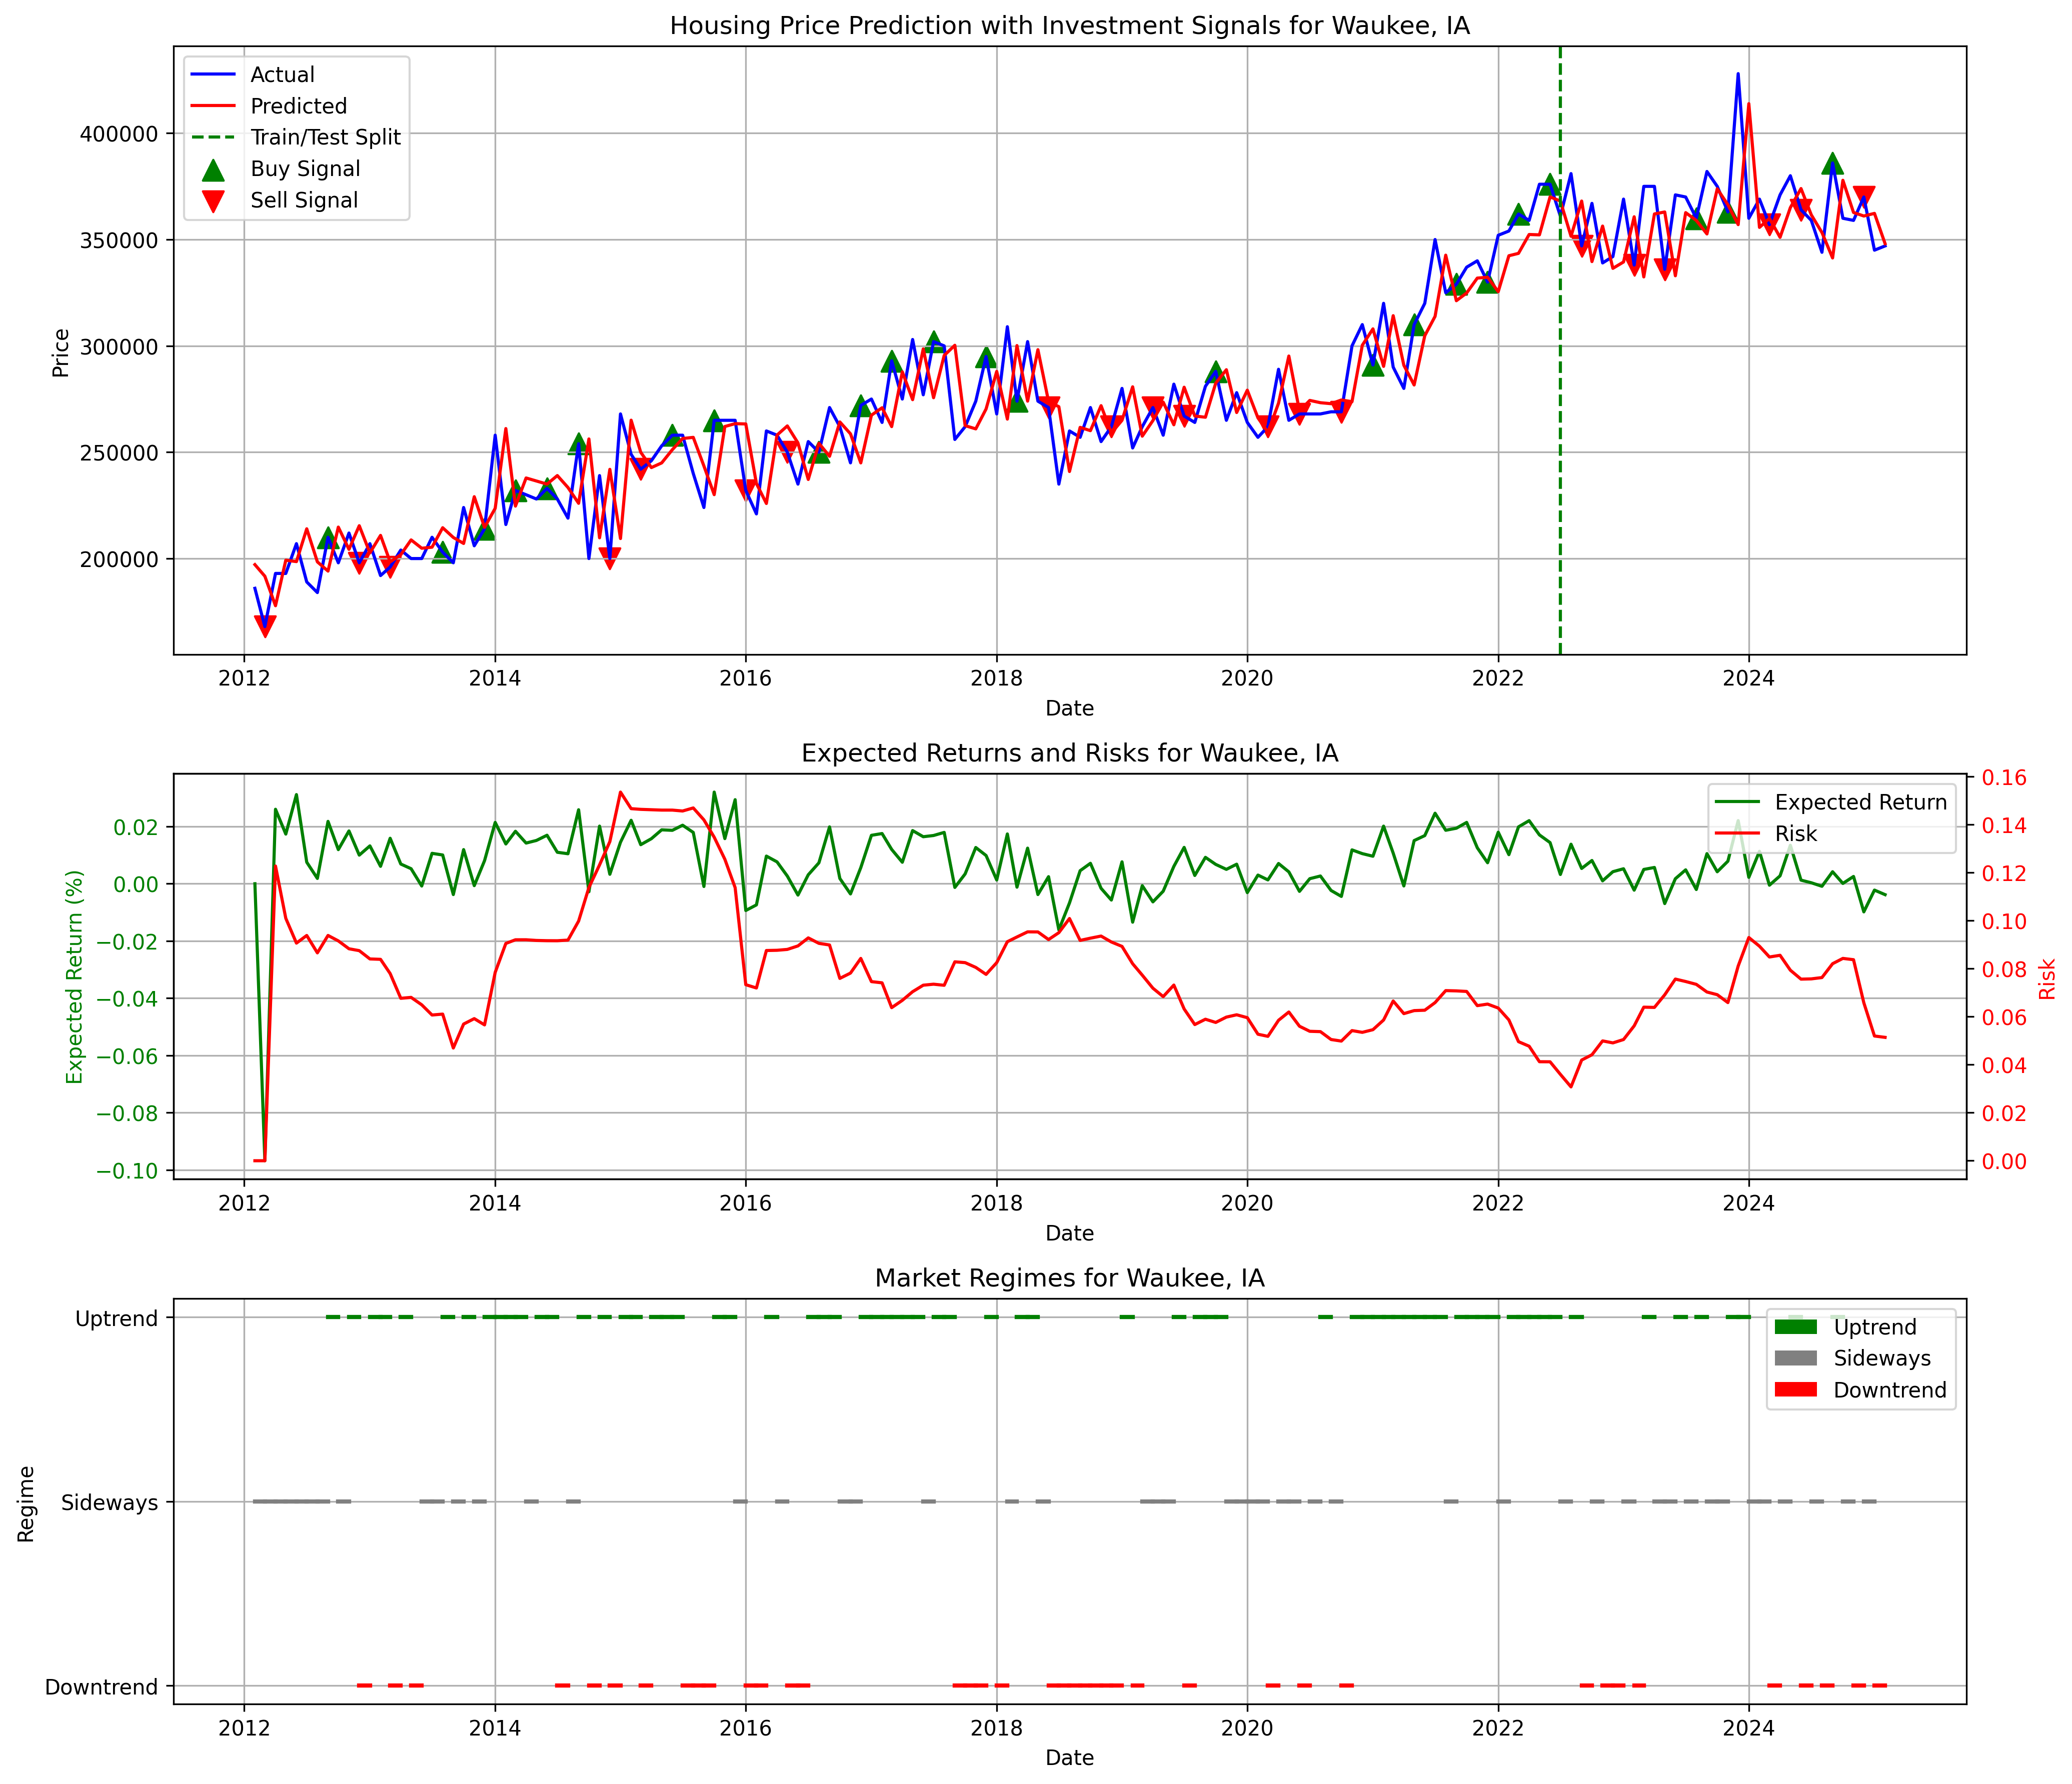 Housing Price Prediction with Investment Signals for Waukee, IA
Actual
Predicted
Train/Test Split
Buy Signal
Sell Signal
400000
350000
300000
250000
200000
Price
2012 2014 2016 2018 2020 2022 2024
Date
Expected Returns and Risks for Waukee, IA
Expected Return
Risk
0.02
0.00
−0.02
−0.04
−0.06
−0.08
−0.10
Expected Return (%)
0.16
0.14
0.12
0.10
0.08
0.06
0.04
0.02
0.00
Risk
2012 2014 2016 2018 2020 2022 2024
Date
Market Regimes for Waukee, IA
Uptrend
Sideways
Downtrend
Uptrend
Sideways
Downtrend
Regime
2012 2014 2016 2018 2020 2022 2024
Date